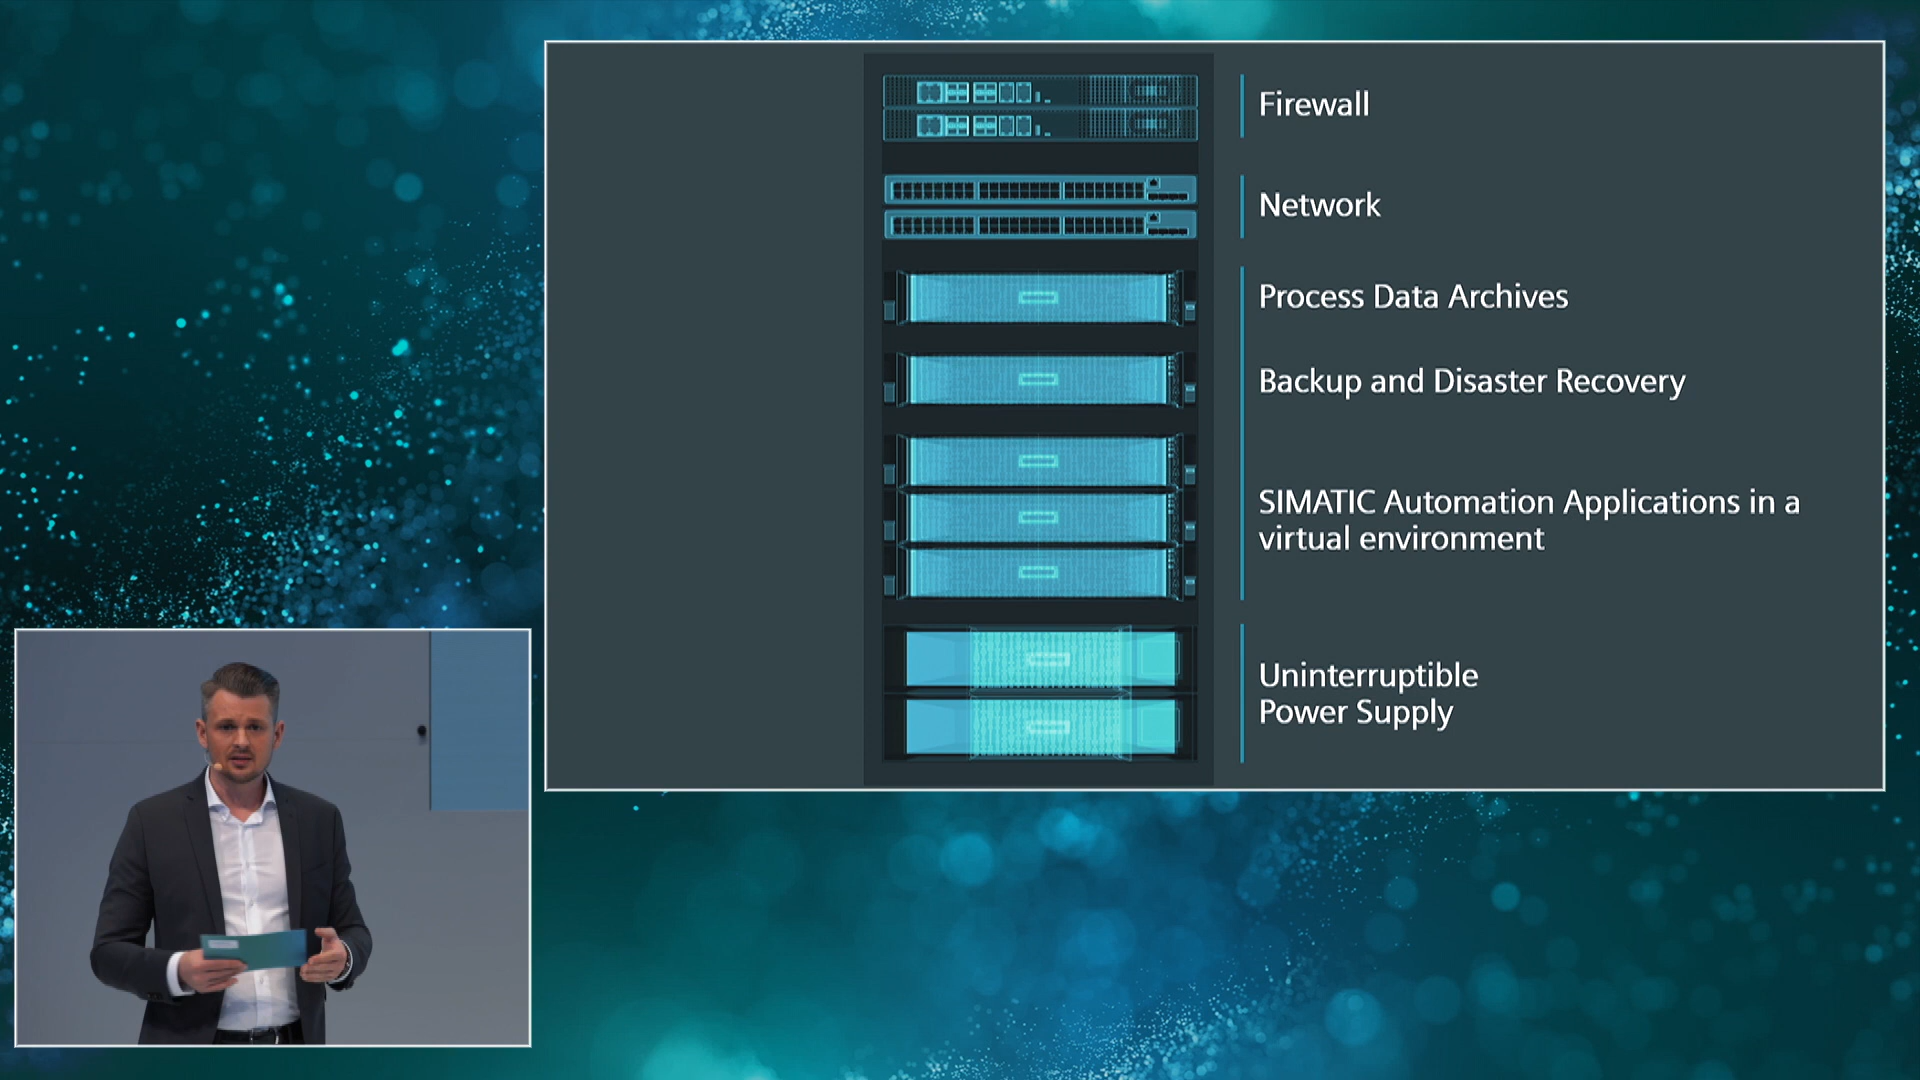 Firewall
Network
Process Data Archives
Backup and Disaster Recovery
SIMATIC Automation Applications in a
virtual environment
Uninterruptible
Power Supply